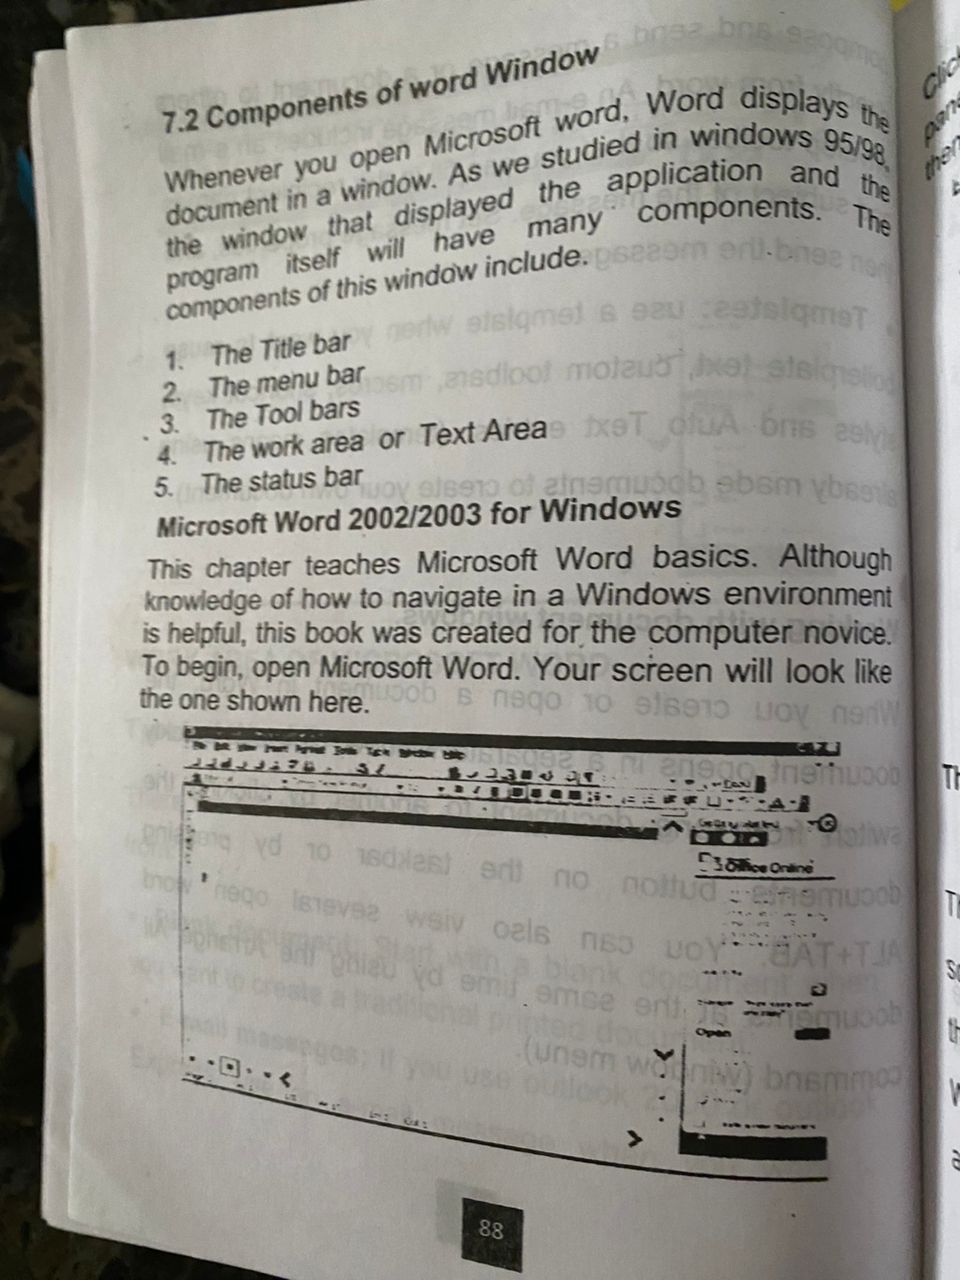 7.2 Components of word Window
Whenever you open Microsoft word, Word displays the
document in a window. As we studied in windows 95/98,
the window that displayed the application and the
program itself will have many components. The
components of this window include.
1. The Title bar
2. The menu bar
3. The Tool bars
4. The work area or Text Area
5. The status bar
Microsoft Word 2002/2003 for Windows
This chapter teaches Microsoft Word basics. Although
knowledge of how to navigate in a Windows environment
is helpful, this book was created for the computer novice.
To begin, open Microsoft Word. Your screen will look like
the one shown here.
Office Online
Open
88